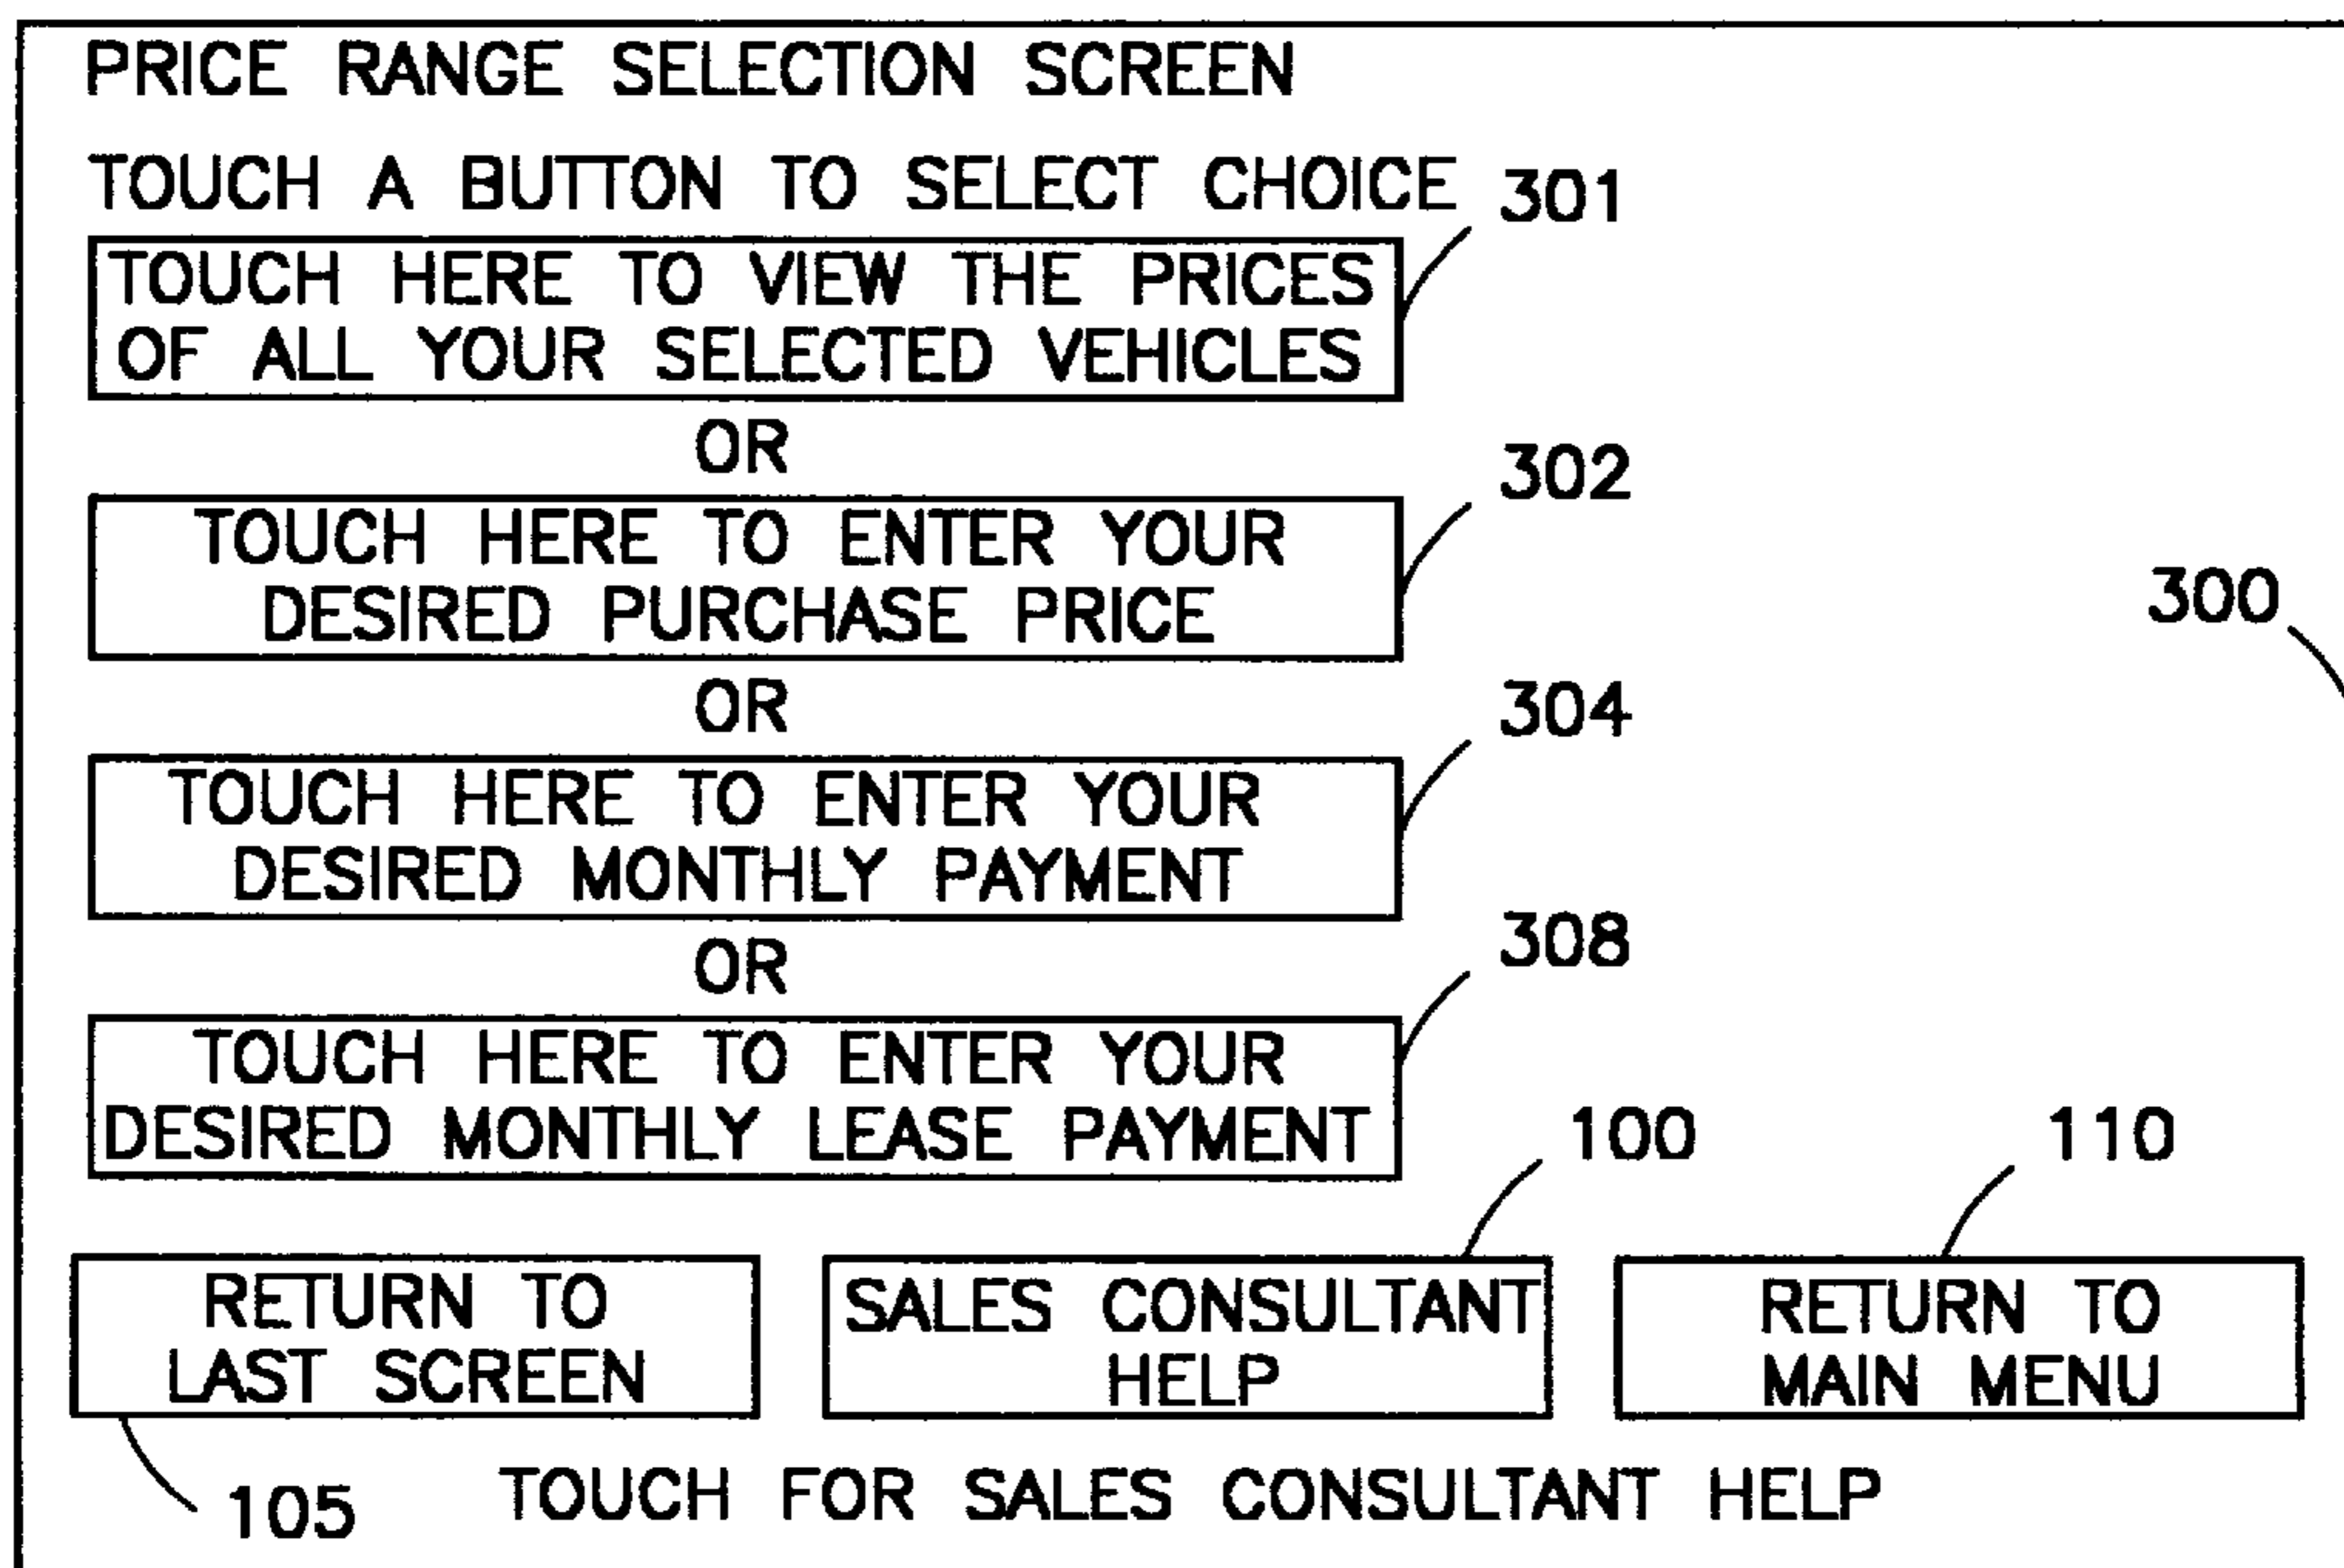 PRICE RANGE SELECTION SCREEN
TOUCH A BUTTON TO SELECT CHOICE
301
TOUCH HERE TO VIEW THE PRICES
OF ALL YOUR SELECTED VEHICLES
OR
302
TOUCH HERE TO ENTER YOUR
DESIRED PURCHASE PRICE
300
OR
304
TOUCH HERE TO ENTER YOUR
DESIRED MONTHLY PAYMENT
OR
308
TOUCH HERE TO ENTER YOUR
DESIRED MONTHLY LEASE PAYMENT
100
110
RETURN TO
LAST SCREEN
SALES CONSULTANT
HELP
RETURN TO
MAIN MENU
105
TOUCH FOR SALES CONSULTANT HELP